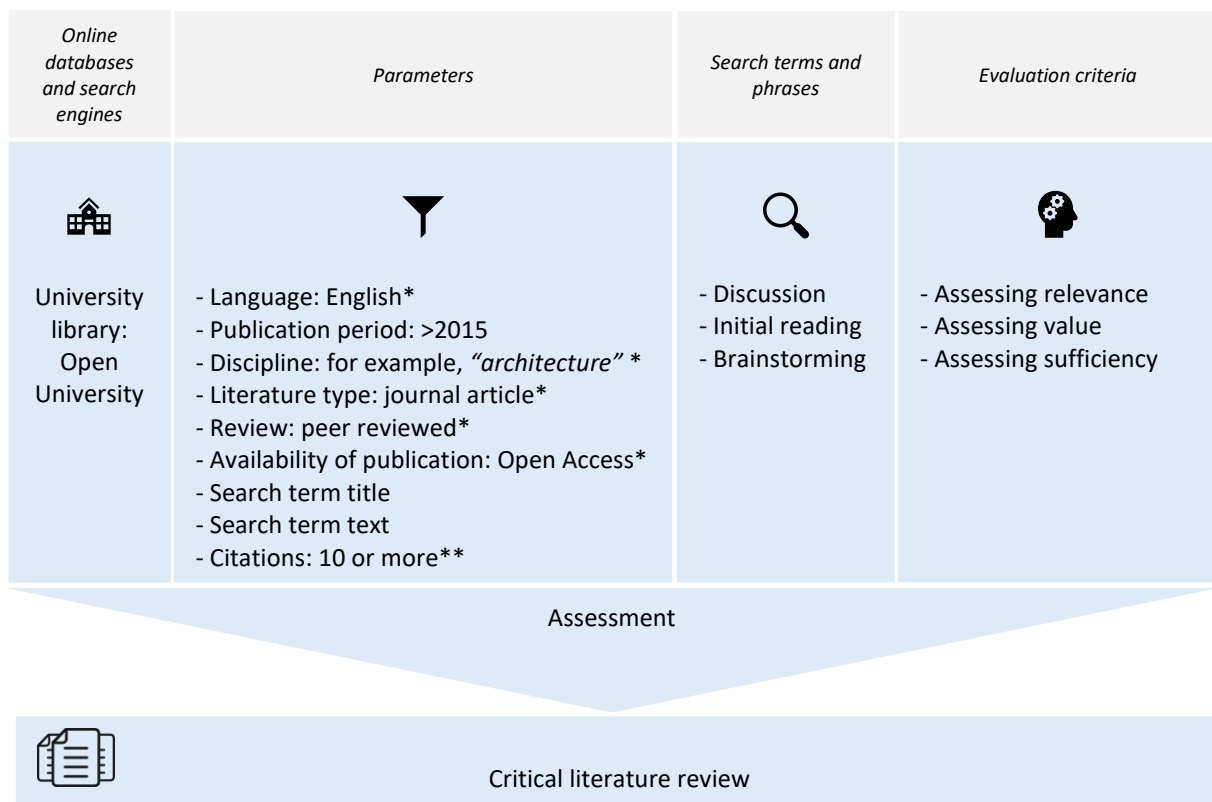 Online
databases
and search
engines
Parameters
Search terms and
phrases
Evaluation criteria
University
library:
Open
University
- Language: English*
- Publication period: >2015
- Discipline: for example, “architecture” *
- Literature type: journal article*
- Review: peer reviewed*
- Availability of publication: Open Access*
- Search term title
- Search term text
- Citations: 10 or more**
- Discussion
- Initial reading
- Brainstorming
- Assessing relevance
- Assessing value
- Assessing sufficiency
Assessment
Critical literature review